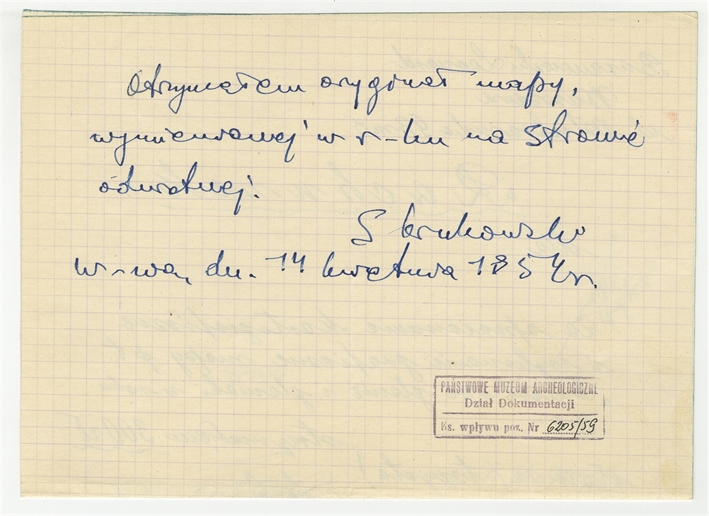 Otrzymałem oryginał mapy,
wymienionej w r-ku na stronie
odwrotnej.
S Krukowski
W-wa, dn. 14 kwietnia 1954 r.
PAŃSTWOWE MUZEUM ARCHEOLOGICZNE
Dział Dokumentacji
Ks. wpływu poz. Nr 6205/59